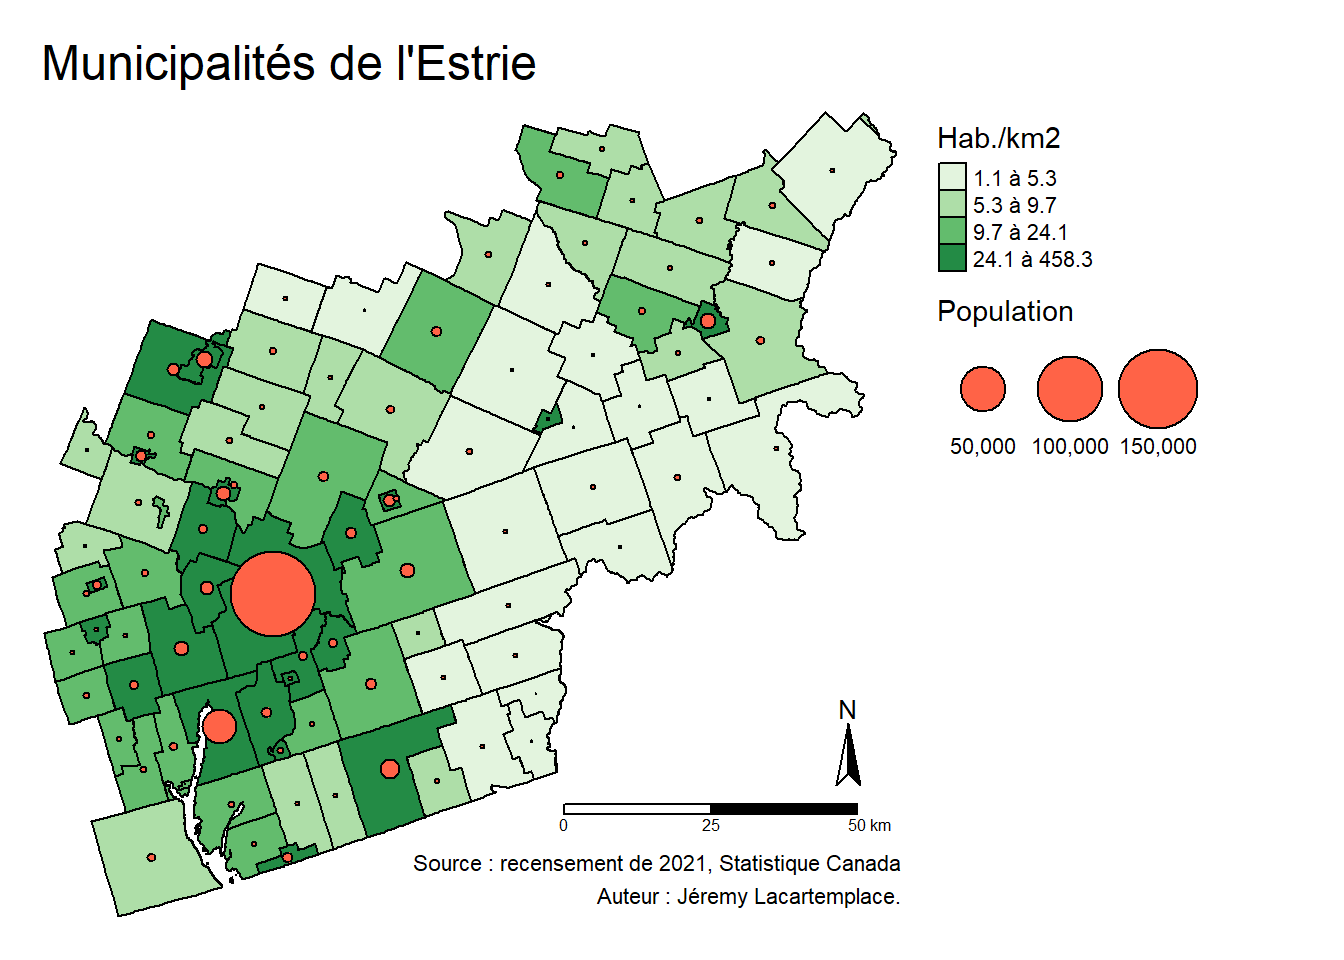 Municipalités de l'Estrie
Hab./km2
1.1 à 5.3
5.3 à 9.7
9.7 à 24.1
24.1 à 458.3
Population
50,000 100,000 150,000
N
0 25 50 km
Source : recensement de 2021, Statistique Canada
Auteur : Jéremy Lacartemplace.